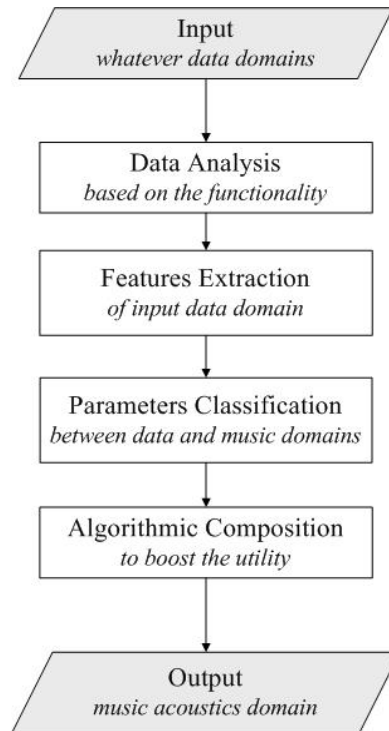 Input
whatever data domains
Data Analysis
based on the functionality
Features Extraction
of input data domain
Parameters Classification
between data and music domains
Algorithmic Composition
to boost the utility
Output
music acoustics domain